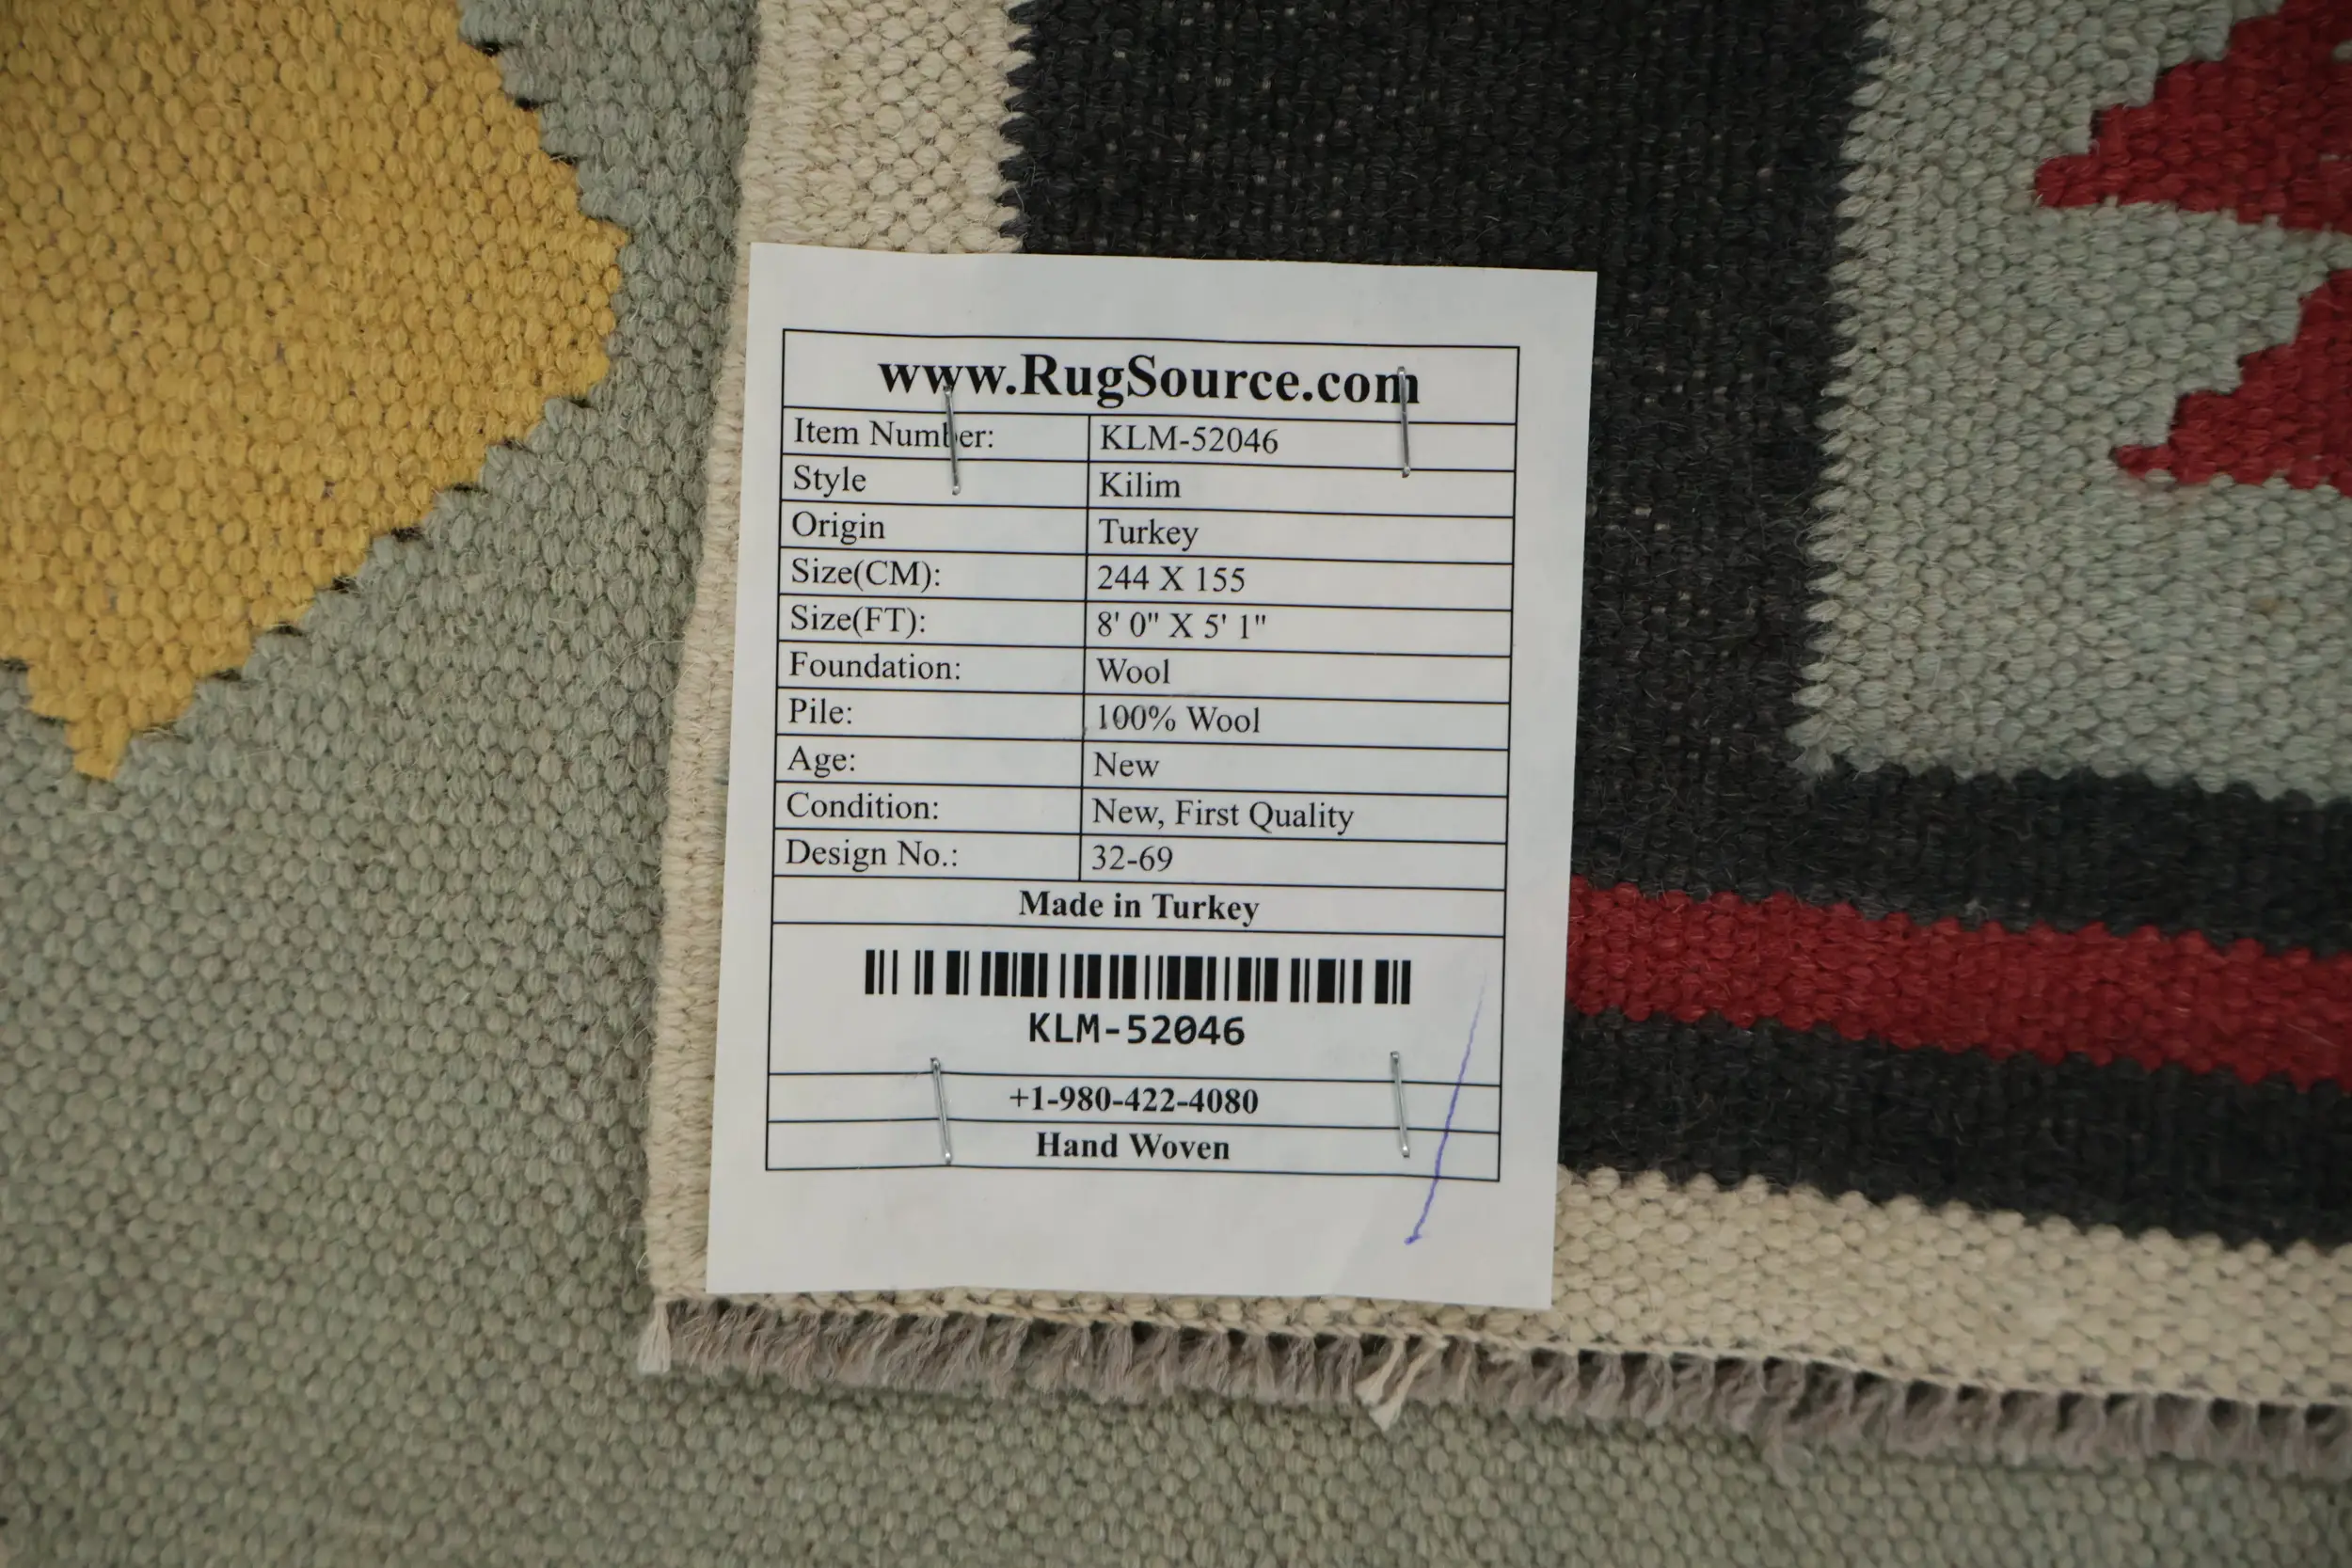 www.RugSource.com
Item Number: KLM-52046
Style Kilim
Origin Turkey
Size(CM): 244 X 155
Size(FT): 8' 0" X 5' 1"
Foundation: Wool
Pile: 100% Wool
Age: New
Condition: New, First Quality
Design No.: 32-69
Made in Turkey
KLM-52046
+1-980-422-4080
Hand Woven